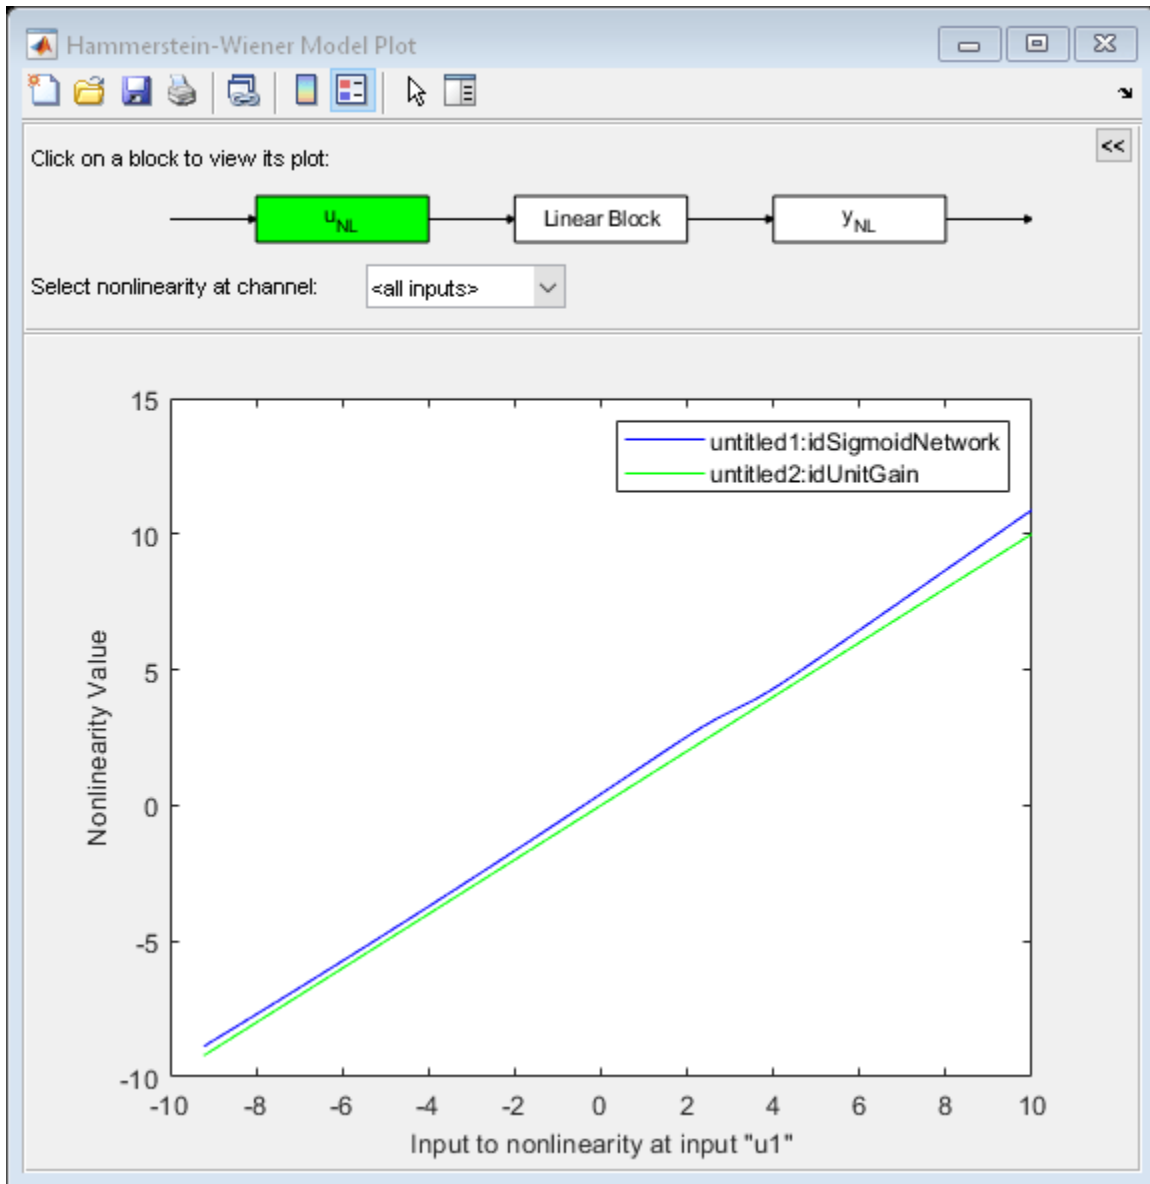 Hammerstein-Wiener Model Plot
<<
Click on a block to view its plot:
uNL
Linear Block
yNL
Select nonlinearity at channel:
<all inputs>
15
10
5
0
-5
-10
Nonlinearity Value
untitled1:idSigmoidNetwork
untitled2:idUnitGain
-10 -8 -6 -4 -2 0 2 4 6 8 10
Input to nonlinearity at input "u1"